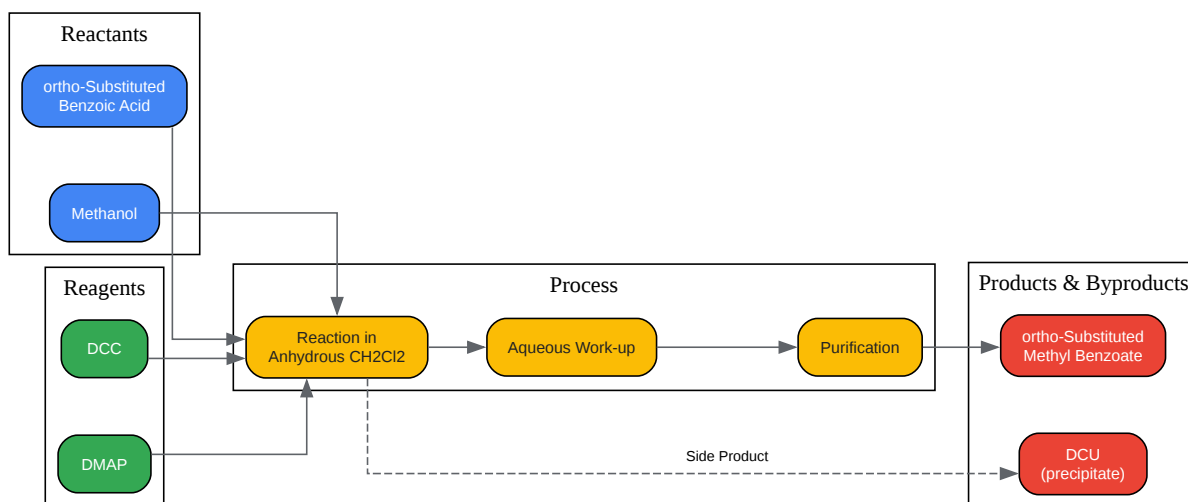 Reactants
ortho-Substituted
Benzoic Acid
Methanol
Reagents
DCC
DMAP
Process
Reaction in
Anhydrous CH2Cl2
Aqueous Work-up
Purification
Side Product
Products & Byproducts
ortho-Substituted
Methyl Benzoate
DCU
(precipitate)